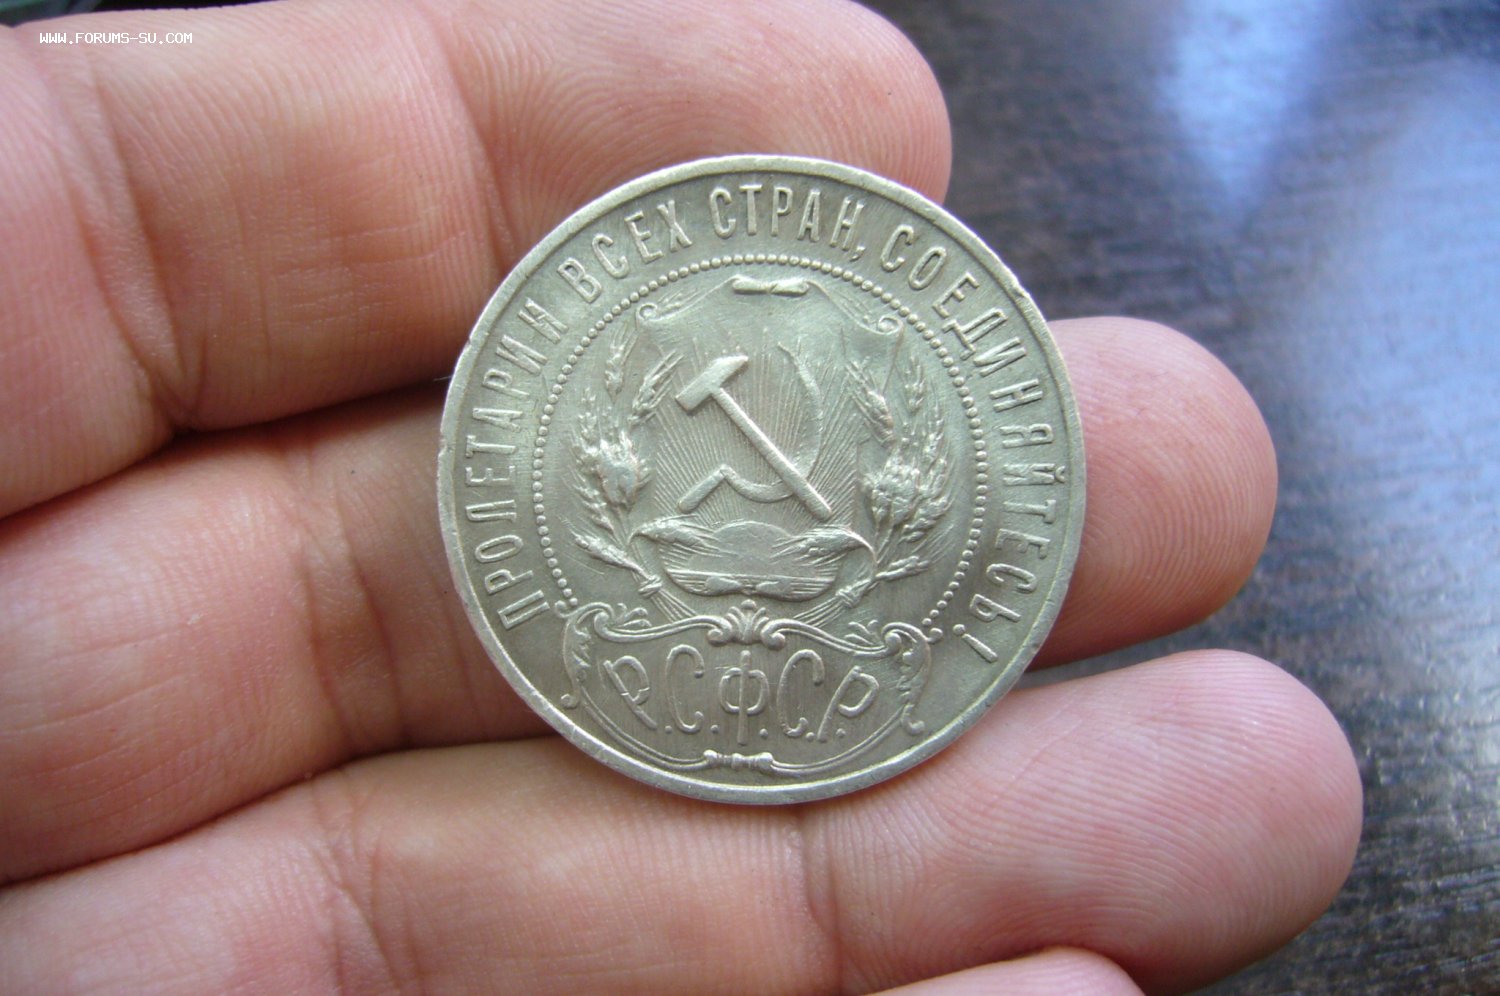 WWW.FORUMS-SU.COM
ПРОЛЕТАРИИ ВСЕХ СТРАН, СОЕДИНЯЙТЕСЬ!
Р.С.Ф.С.Р.